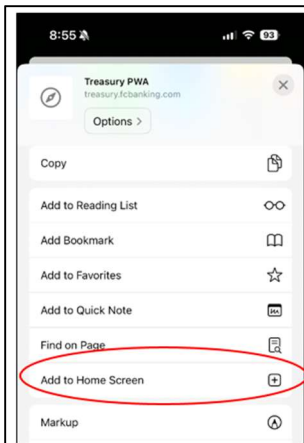 8:55
93
Treasury PWA
treasury.fcbanking.com
Options >
Copy
Add to Reading List
Add Bookmark
Add to Favorites
Add to Quick Note
Find on Page
Add to Home Screen
Markup